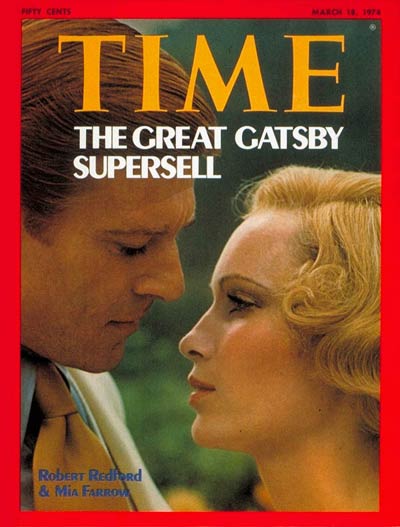 FIFTY CENTS
MARCH 18, 1974
TIME
®
THE GREAT GATSBY
SUPERSELL
ROBERT REDFORD
& MIA FARROW